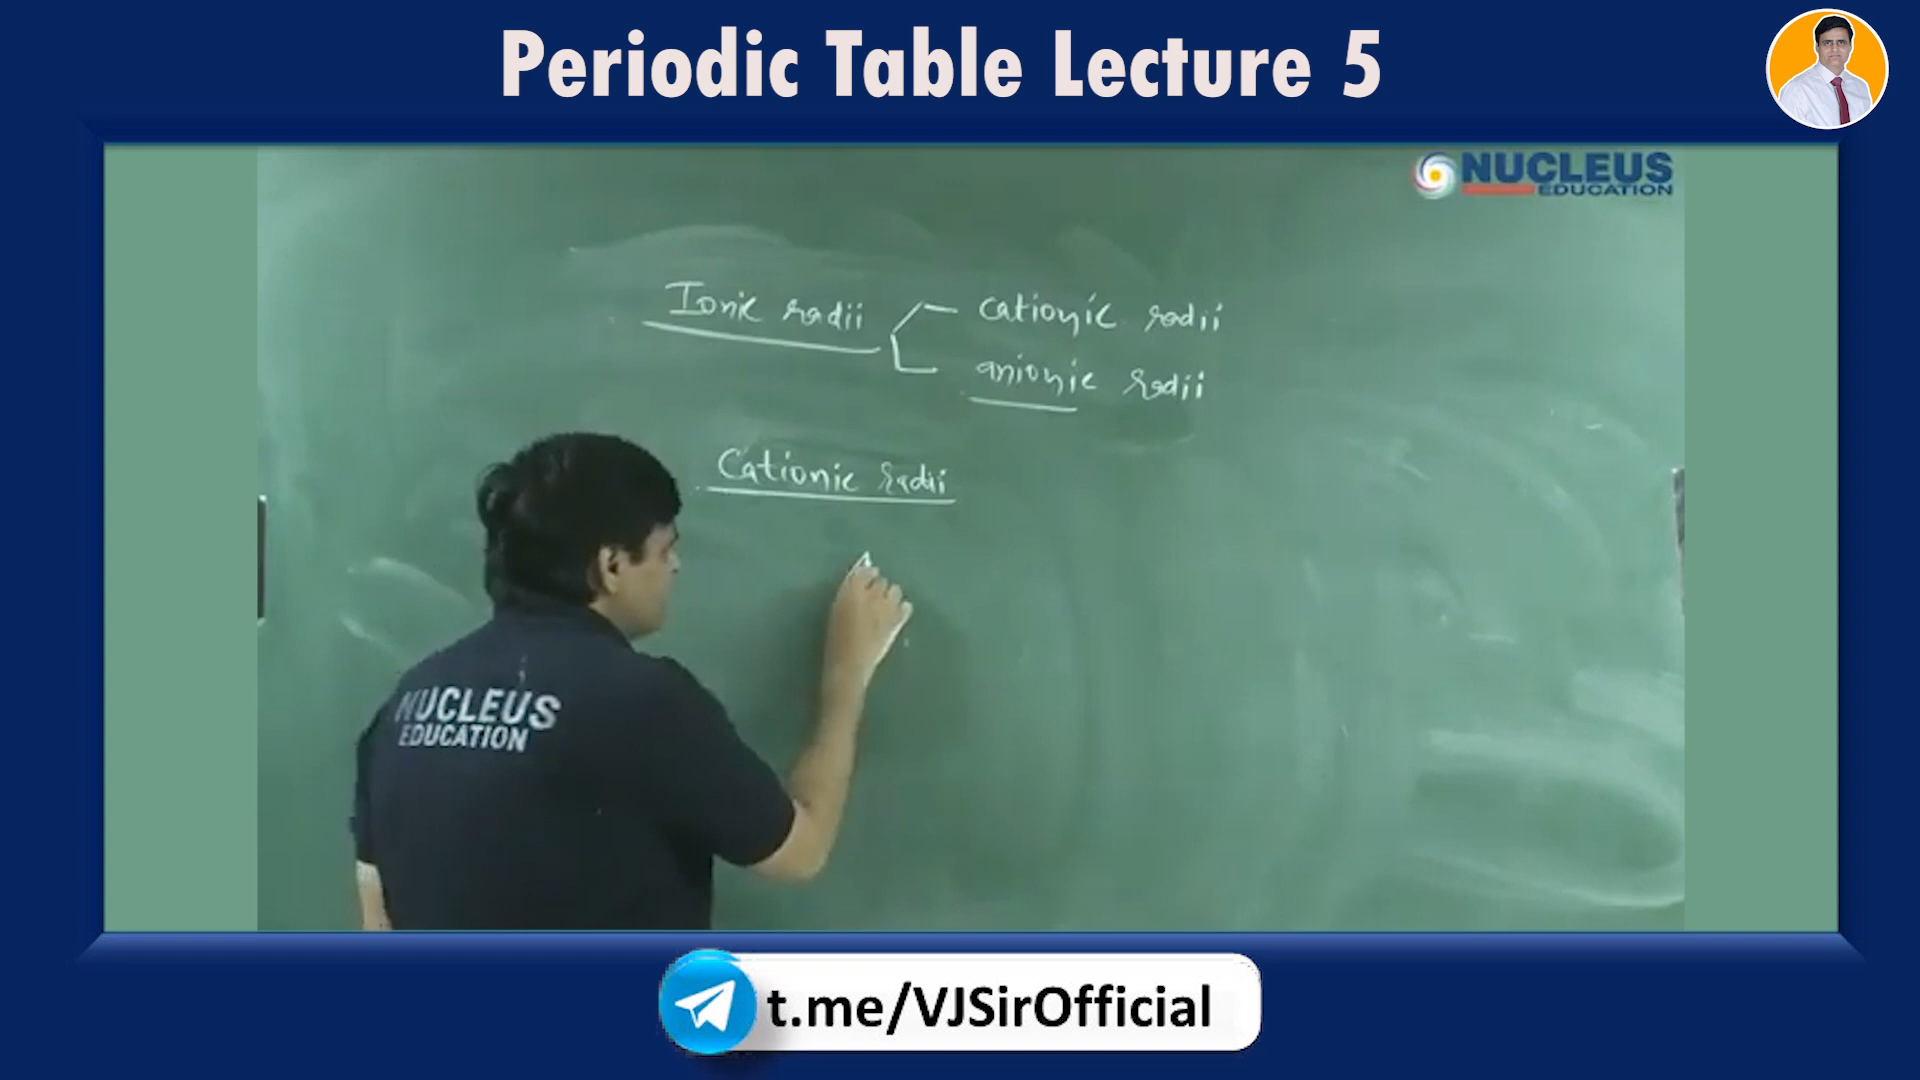 Periodic Table Lecture 5
NUCLEUS
EDUCATION
Ionic radii
cationic radii
anionic radii
Cationic radii
NUCLEUS
EDUCATION
t.me/VJSirOfficial